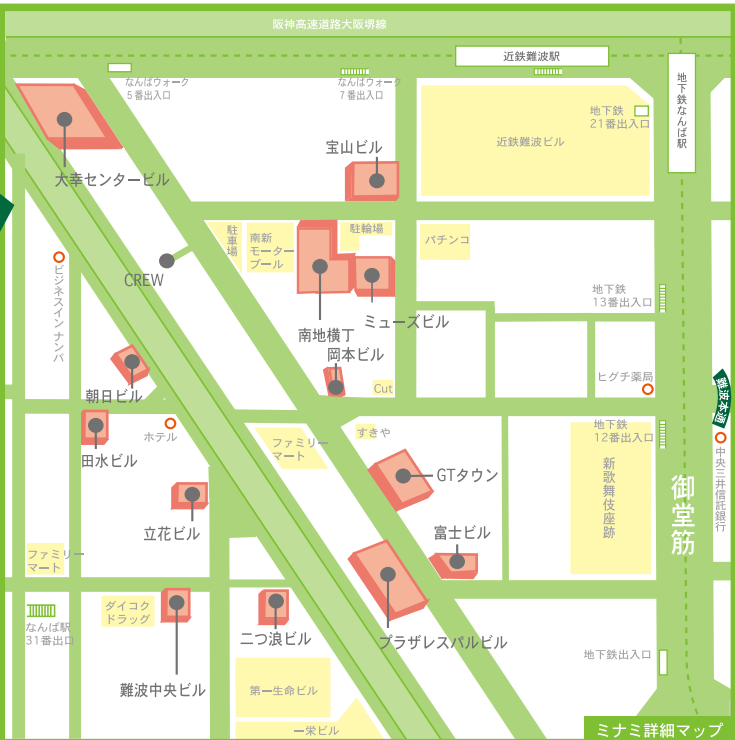 阪神高速道路大阪堺線
近鉄難波駅
地下鉄なんば駅
なんばウォーク
5番出入口
なんばウォーク
7番出入口
地下鉄
21番出入口
近鉄難波ビル
宝山ビル
大幸センタービル
駐車場
南新
モーター
プール
駐輪場
パチンコ
CREW
ビジネスインナンバ
南地横丁
ミューズビル
岡本ビル
地下鉄
13番出入口
ヒグチ薬局
難波本通
Cut
朝日ビル
ホテル
田水ビル
ファミリー
マート
すきや
地下鉄
12番出入口
新歌舞伎座跡
中央三井信託銀行
御堂筋
GTタウン
立花ビル
富士ビル
ファミリー
マート
ダイコク
ドラッグ
なんば駅
31番出口
二つ浪ビル
プラザレスパルビル
地下鉄出入口
難波中央ビル
第一生命ビル
一栄ビル
ミナミ詳細マップ